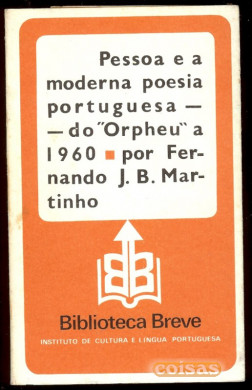 Pessoa e a
moderna poesia
portuguesa —
— do "Orpheu" a
1960 ■ por Fer-
nando J. B. Mar-
tinho
BB
Biblioteca Breve
INSTITUTO DE CULTURA E LÍNGUA PORTUGUESA
coisas